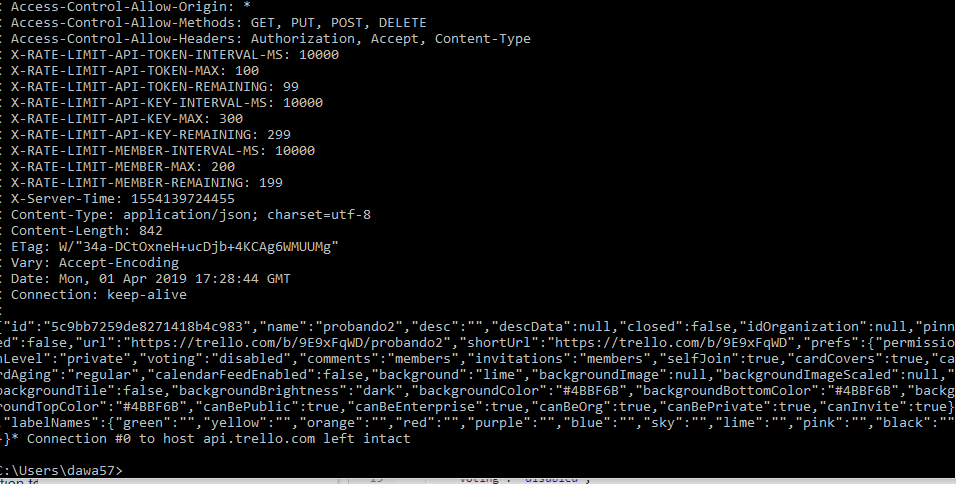 < Access-Control-Allow-Origin: *
< Access-Control-Allow-Methods: GET, PUT, POST, DELETE
< Access-Control-Allow-Headers: Authorization, Accept, Content-Type
< X-RATE-LIMIT-API-TOKEN-INTERVAL-MS: 10000
< X-RATE-LIMIT-API-TOKEN-MAX: 100
< X-RATE-LIMIT-API-TOKEN-REMAINING: 99
< X-RATE-LIMIT-API-KEY-INTERVAL-MS: 10000
< X-RATE-LIMIT-API-KEY-MAX: 300
< X-RATE-LIMIT-API-KEY-REMAINING: 299
< X-RATE-LIMIT-MEMBER-INTERVAL-MS: 10000
< X-RATE-LIMIT-MEMBER-MAX: 200
< X-RATE-LIMIT-MEMBER-REMAINING: 199
< X-Server-Time: 1554139724455
< Content-Type: application/json; charset=utf-8
< Content-Length: 842
< ETag: W/"34a-DCtOxneH+ucDjb+4KCAg6WMUUMg"
< Vary: Accept-Encoding
< Date: Mon, 01 Apr 2019 17:28:44 GMT
< Connection: keep-alive
<
{"id":"5c9bb7259de8271418b4c983","name":"probando2","desc":"","descData":null,"closed":false,"idOrganization":null,"pinn
ed":false,"url":"https://trello.com/b/9E9xFqWD/probando2","shortUrl":"https://trello.com/b/9E9xFqWD","prefs":{"permissio
nLevel":"private","voting":"disabled","comments":"members","invitations":"members","selfJoin":true,"cardCovers":true,"ca
rdAging":"regular","calendarFeedEnabled":false,"background":"lime","backgroundImage":null,"backgroundImageScaled":null,"
backgroundTile":false,"backgroundBrightness":"dark","backgroundColor":"#4BBF6B","backgroundBottomColor":"#4BBF6B","backg
roundTopColor":"#4BBF6B","canBePublic":true,"canBeEnterprise":true,"canBeOrg":true,"canBePrivate":true,"canInvite":true}
,"labelNames":{"green":"","yellow":"","orange":"","red":"","purple":"","blue":"","sky":"","lime":"","pink":"","black":""
}}* Connection #0 to host api.trello.com left intact
C:\Users\dawa57>